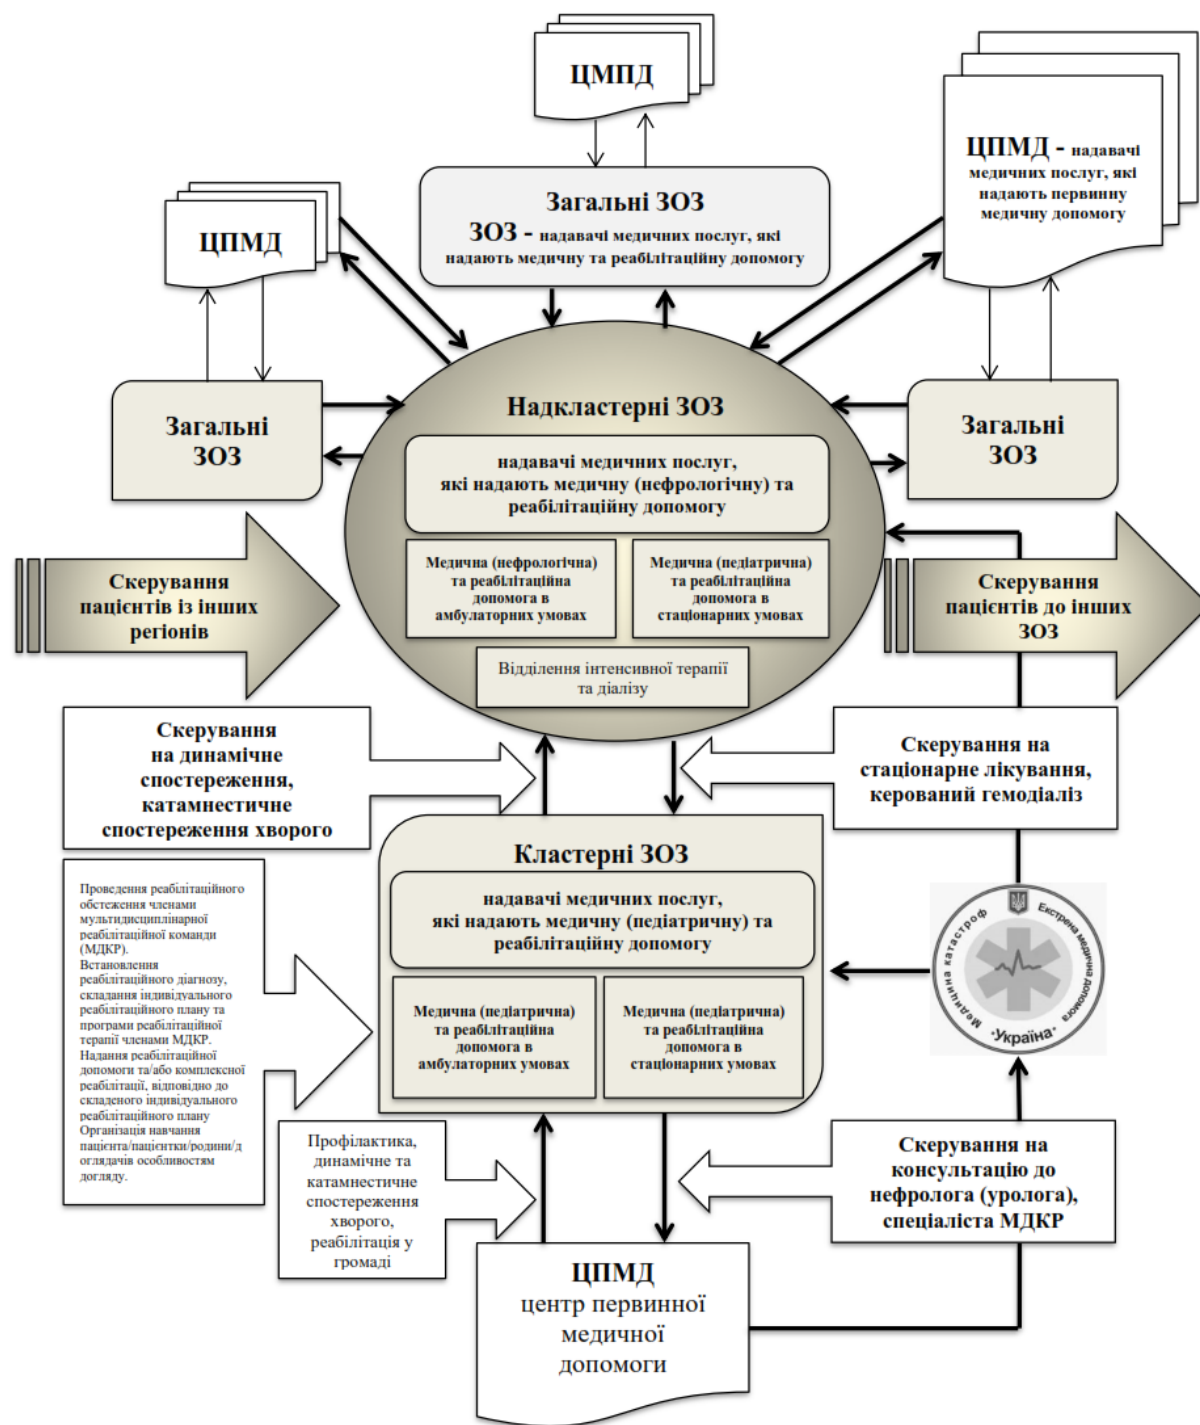 ЦМПД
ЦПМД - надавачі
медичних послуг, які
надають первинну
медичну допомогу
Загальні ЗОЗ
ЗОЗ - надавачі медичних послуг, які
надають медичну та реабілітаційну допомогу
ЦПМД
Загальні
ЗОЗ
Надкластерні ЗОЗ
Загальні
ЗОЗ
надавачі медичних послуг,
які надають медичну (нефрологічну) та
реабілітаційну допомогу
Медична (нефрологічна)
та реабілітаційна
допомога в
амбулаторних умовах
Медична (педіатрична)
та реабілітаційна
допомога в
стаціонарних умовах
Скерування
пацієнтів із інших
регіонів
Скерування
пацієнтів до інших
ЗОЗ
Відділення інтенсивної терапії
та діалізу
Скерування
на динамічне
спостереження,
катамнестичне
спостереження хворого
Скерування на
стаціонарне лікування,
керований гемодіаліз
Кластерні ЗОЗ
надавачі медичних послуг,
які надають медичну (педіатричну) та
реабілітаційну допомогу
Медична (педіатрична)
та реабілітаційна
допомога в
амбулаторних умовах
Медична (педіатрична)
та реабілітаційна
допомога в
стаціонарних умовах
Проведення реабілітаційного
обстеження членами
мультидисциплінарної
реабілітаційної команди
(МДКР).
Встановлення
реабілітаційного діагнозу,
складання індивідуального
реабілітаційного плану та
програми реабілітаційної
терапії членами МДКР.
Надання реабілітаційної
допомоги та/або комплексної
реабілітації, відповідно до
складеного індивідуального
реабілітаційного плану
Організація навчання
пацієнта/пацієнтки/родини/д
оглядачів особливостям
догляду.
Медицина катастроф
Екстрена медична допомога
·Україна·
Профілактика,
динамічне та
катамнестичне
спостереження
хворого,
реабілітація у
громаді
Скерування на
консультацію до
нефролога (уролога),
спеціаліста МДКР
ЦПМД
центр первинної
медичної
допомоги